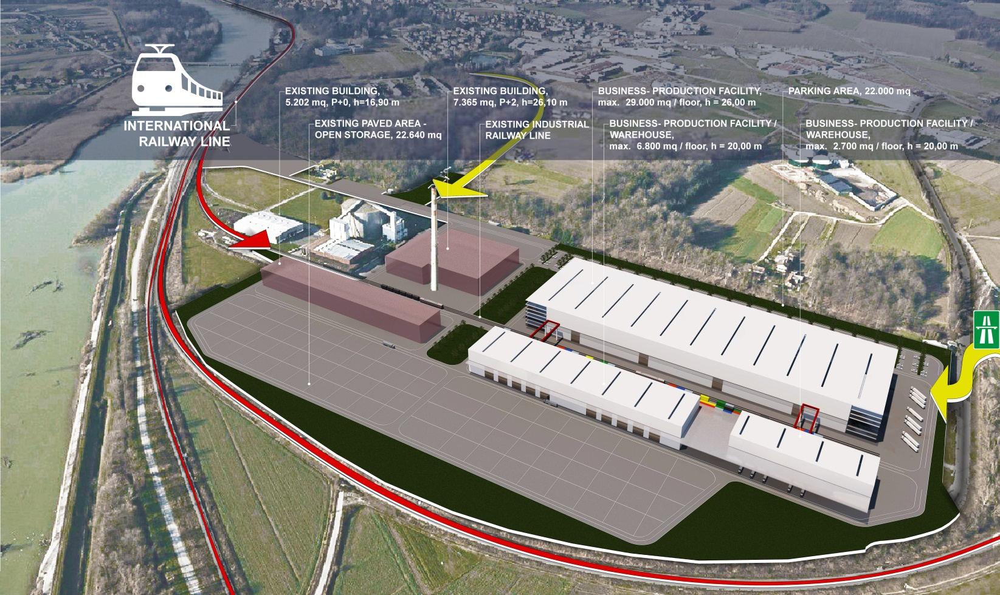 INTERNATIONAL
RAILWAY LINE
EXISTING BUILDING,
5.202 mq, P+0, h=16,90 m
EXISTING PAVED AREA -
OPEN STORAGE, 22.640 mq
EXISTING BUILDING,
7.365 mq, P+2, h=26,10 m
EXISTING INDUSTRIAL
RAILWAY LINE
BUSINESS- PRODUCTION FACILITY,
max. 29.000 mq / floor, h = 26,00 m
BUSINESS- PRODUCTION FACILITY /
WAREHOUSE,
max. 6.800 mq / floor, h = 20,00 m
PARKING AREA, 22.000 mq
BUSINESS- PRODUCTION FACILITY /
WAREHOUSE,
max. 2.700 mq / floor, h = 20,00 m